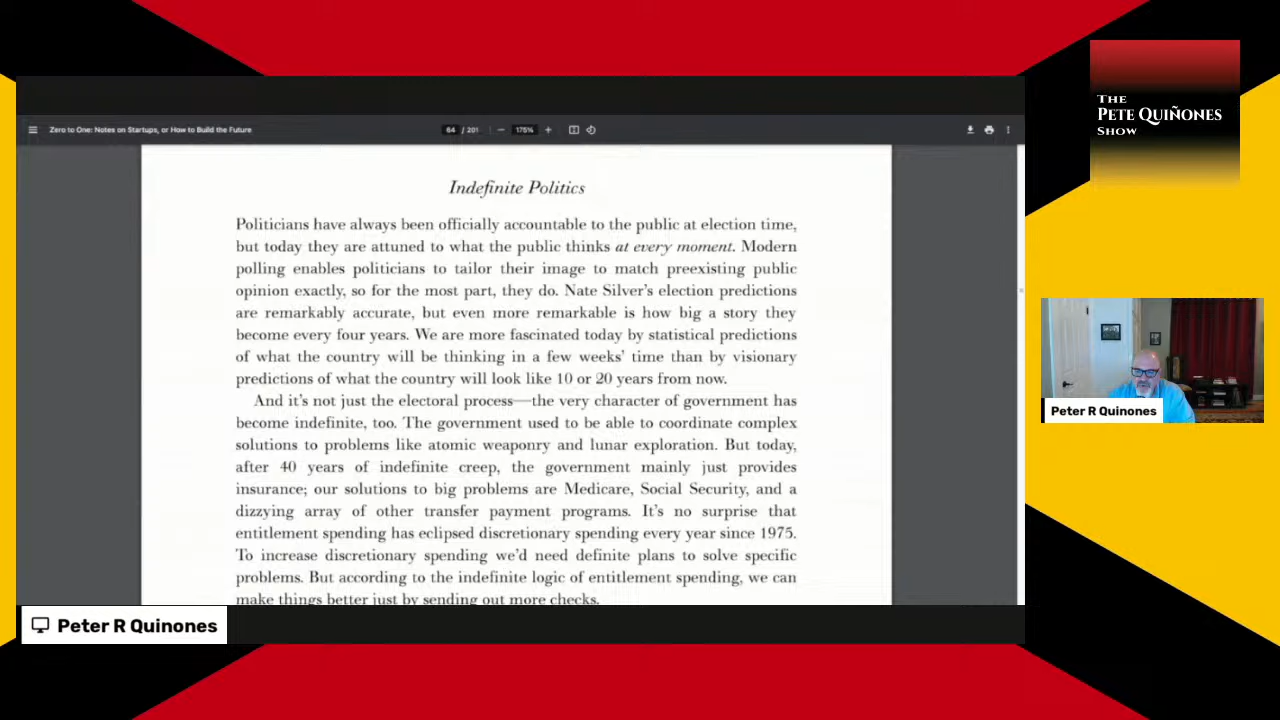 THE
PETE QUIÑONES
SHOW
Zero to One: Notes on Startups, or How to Build the Future
64 / 201
175%
Indefinite Politics
Politicians have always been officially accountable to the public at election time,
but today they are attuned to what the public thinks at every moment. Modern
polling enables politicians to tailor their image to match preexisting public
opinion exactly, so for the most part, they do. Nate Silver’s election predictions
are remarkably accurate, but even more remarkable is how big a story they
become every four years. We are more fascinated today by statistical predictions
of what the country will be thinking in a few weeks’ time than by visionary
predictions of what the country will look like 10 or 20 years from now.
And it’s not just the electoral process—the very character of government has
become indefinite, too. The government used to be able to coordinate complex
solutions to problems like atomic weaponry and lunar exploration. But today,
after 40 years of indefinite creep, the government mainly just provides
insurance; our solutions to big problems are Medicare, Social Security, and a
dizzying array of other transfer payment programs. It’s no surprise that
entitlement spending has eclipsed discretionary spending every year since 1975.
To increase discretionary spending we’d need definite plans to solve specific
problems. But according to the indefinite logic of entitlement spending, we can
make things better just by sending out more checks.
Peter R Quinones
Peter R Quinones